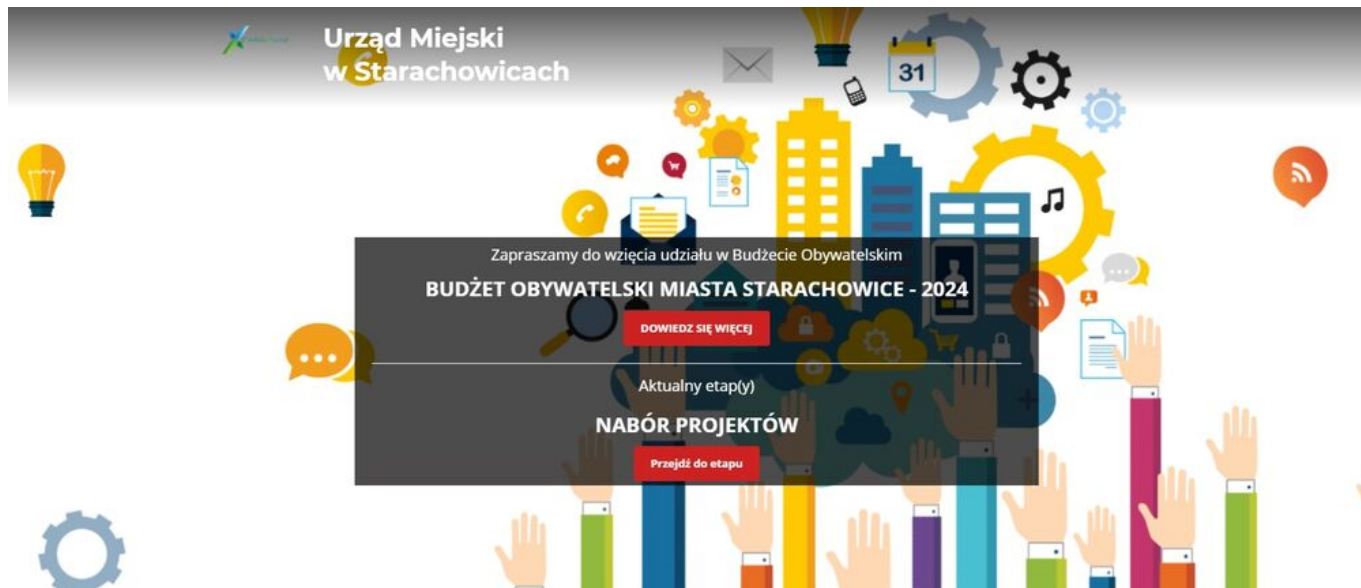 Urząd Miejski
w Starachowicach
31
Zapraszamy do wzięcia udziału w Budżecie Obywatelskim
BUDŻET OBYWATELSKI MIASTA STARACHOWICE - 2024
DOWIEDZ SIĘ WIĘCEJ
Aktualny etap(y)
NABÓR PROJEKTÓW
Przejdź do etapu